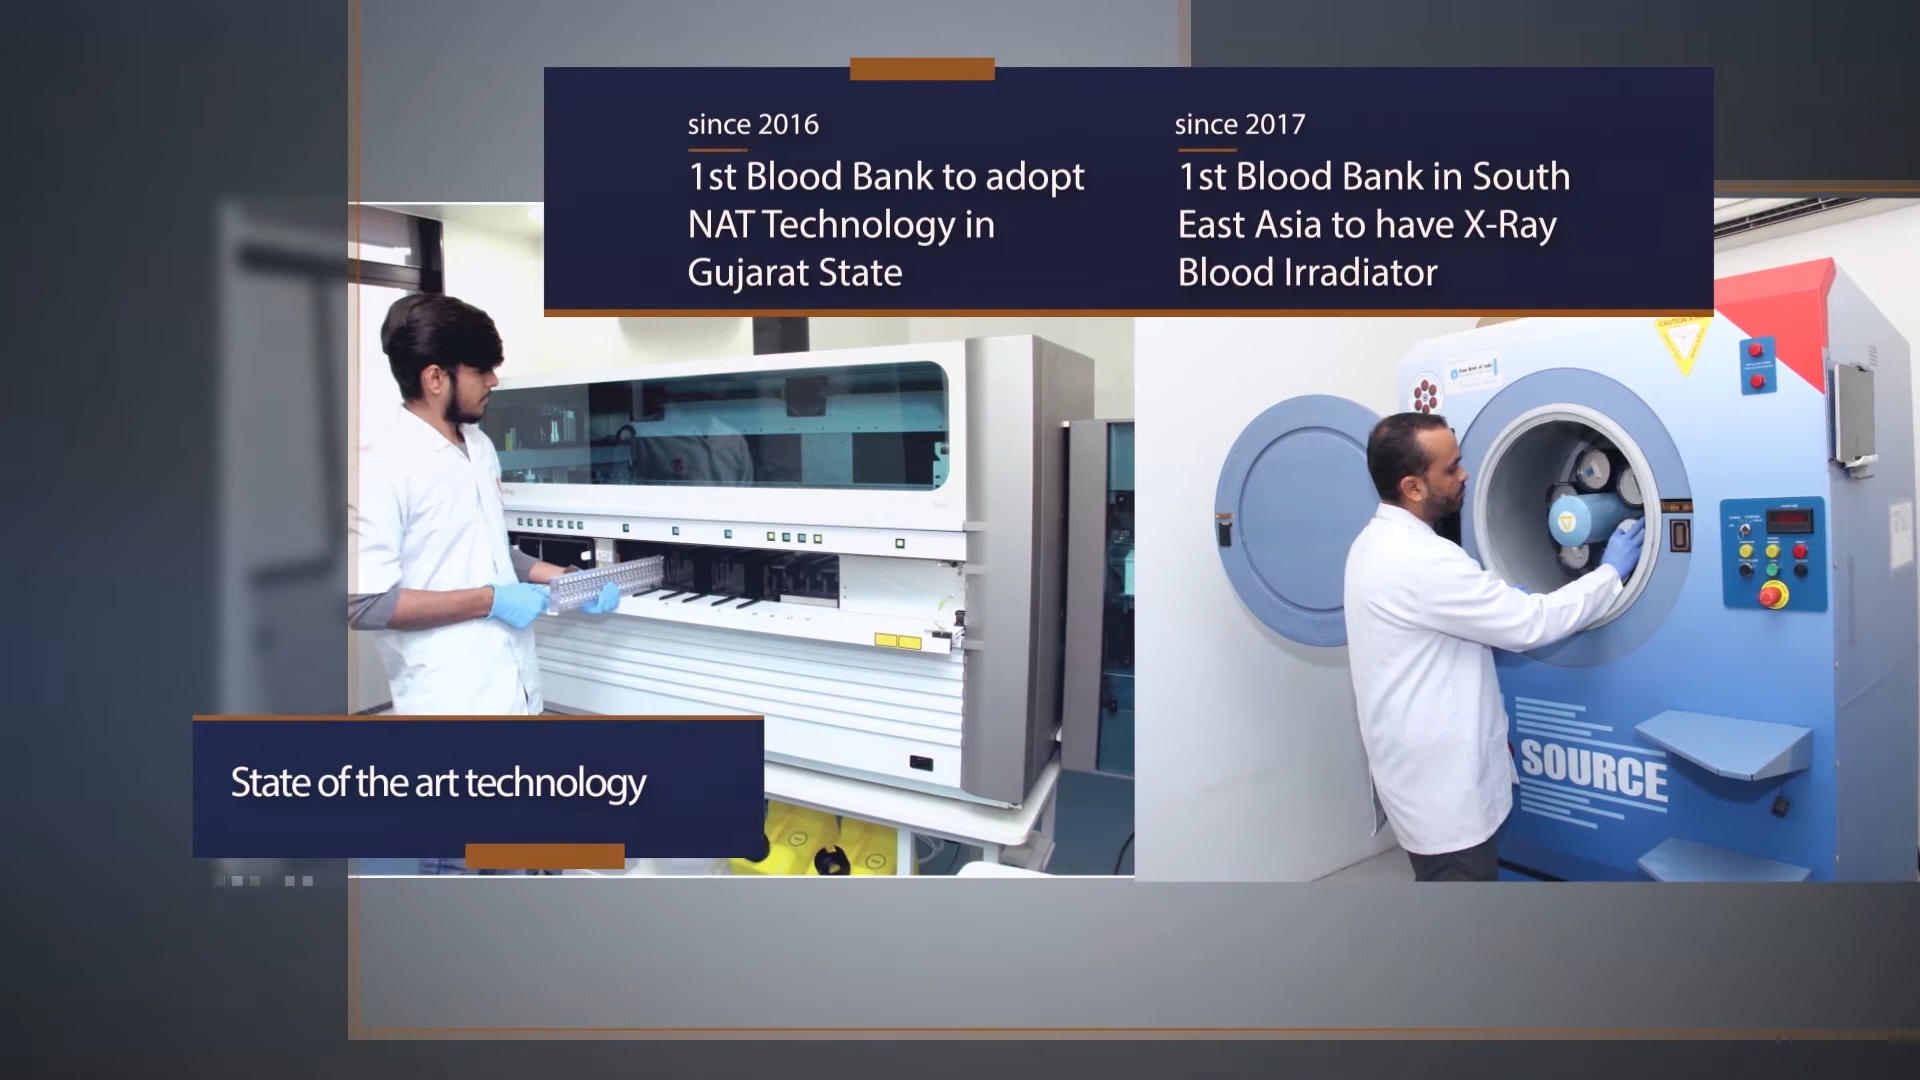 since 2016
1st Blood Bank to adopt
NAT Technology in
Gujarat State
since 2017
1st Blood Bank in South
East Asia to have X-Ray
Blood Irradiator
SOURCE
State of the art technology